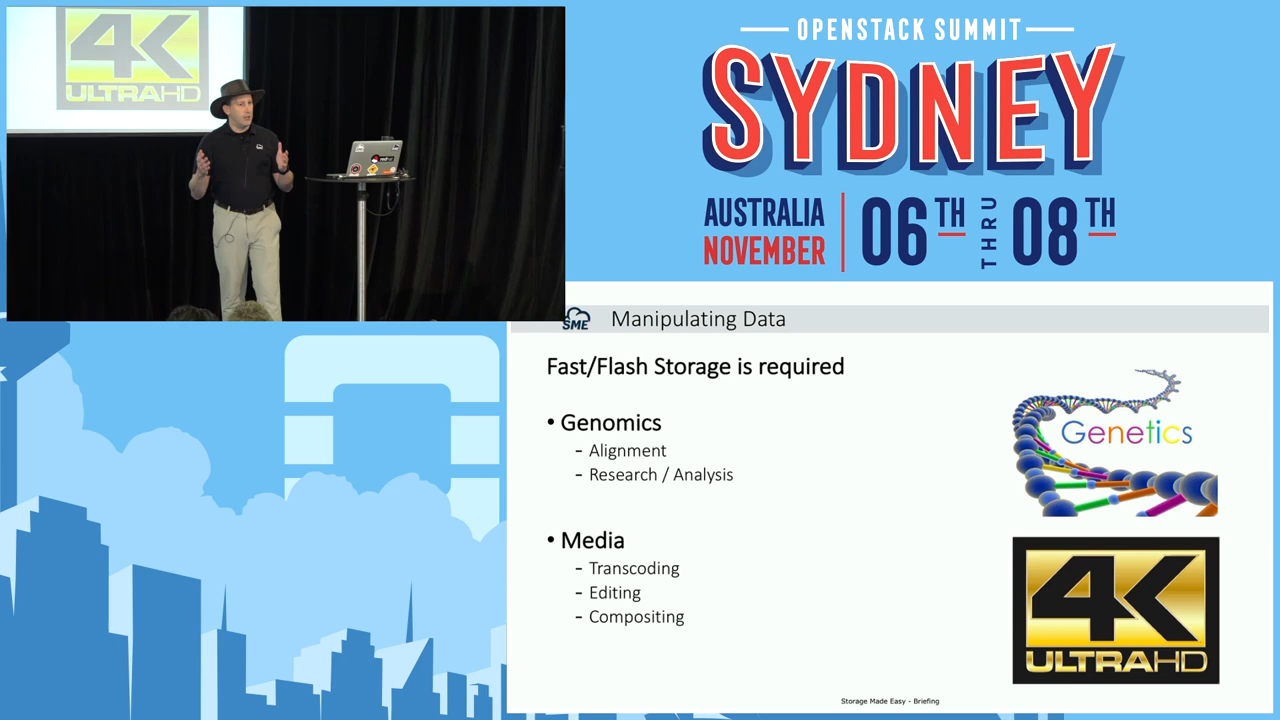 4K
ULTRAHD
redhat
OPENSTACK SUMMIT
SYDNEY
AUSTRALIA
NOVEMBER
06TH THRU 08TH
SME Manipulating Data
Fast/Flash Storage is required
• Genomics
- Alignment
- Research / Analysis
• Media
- Transcoding
- Editing
- Compositing
Genetics
4K
ULTRAHD
Storage Made Easy - Briefing